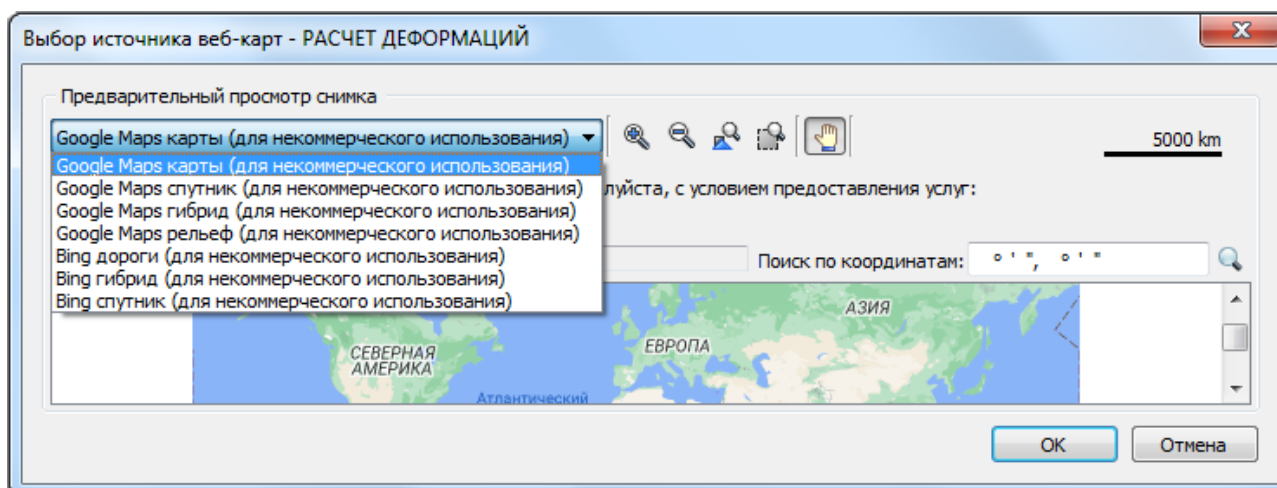 Выбор источника веб-карт - РАСЧЕТ ДЕФОРМАЦИЙ
Предварительный просмотр снимка
Google Maps карты (для некоммерческого использования)
5000 km
Google Maps карты (для некоммерческого использования)
Google Maps спутник (для некоммерческого использования)
луйста, с условием предоставления услуг:
Google Maps гибрид (для некоммерческого использования)
Google Maps рельеф (для некоммерческого использования)
Bing дороги (для некоммерческого использования)
Поиск по координатам: ° ' ", ° ' "
Bing гибрид (для некоммерческого использования)
Bing спутник (для некоммерческого использования)
АЗИЯ
ЕВРОПА
СЕВЕРНАЯ
АМЕРИКА
Атлантический
OK
Отмена